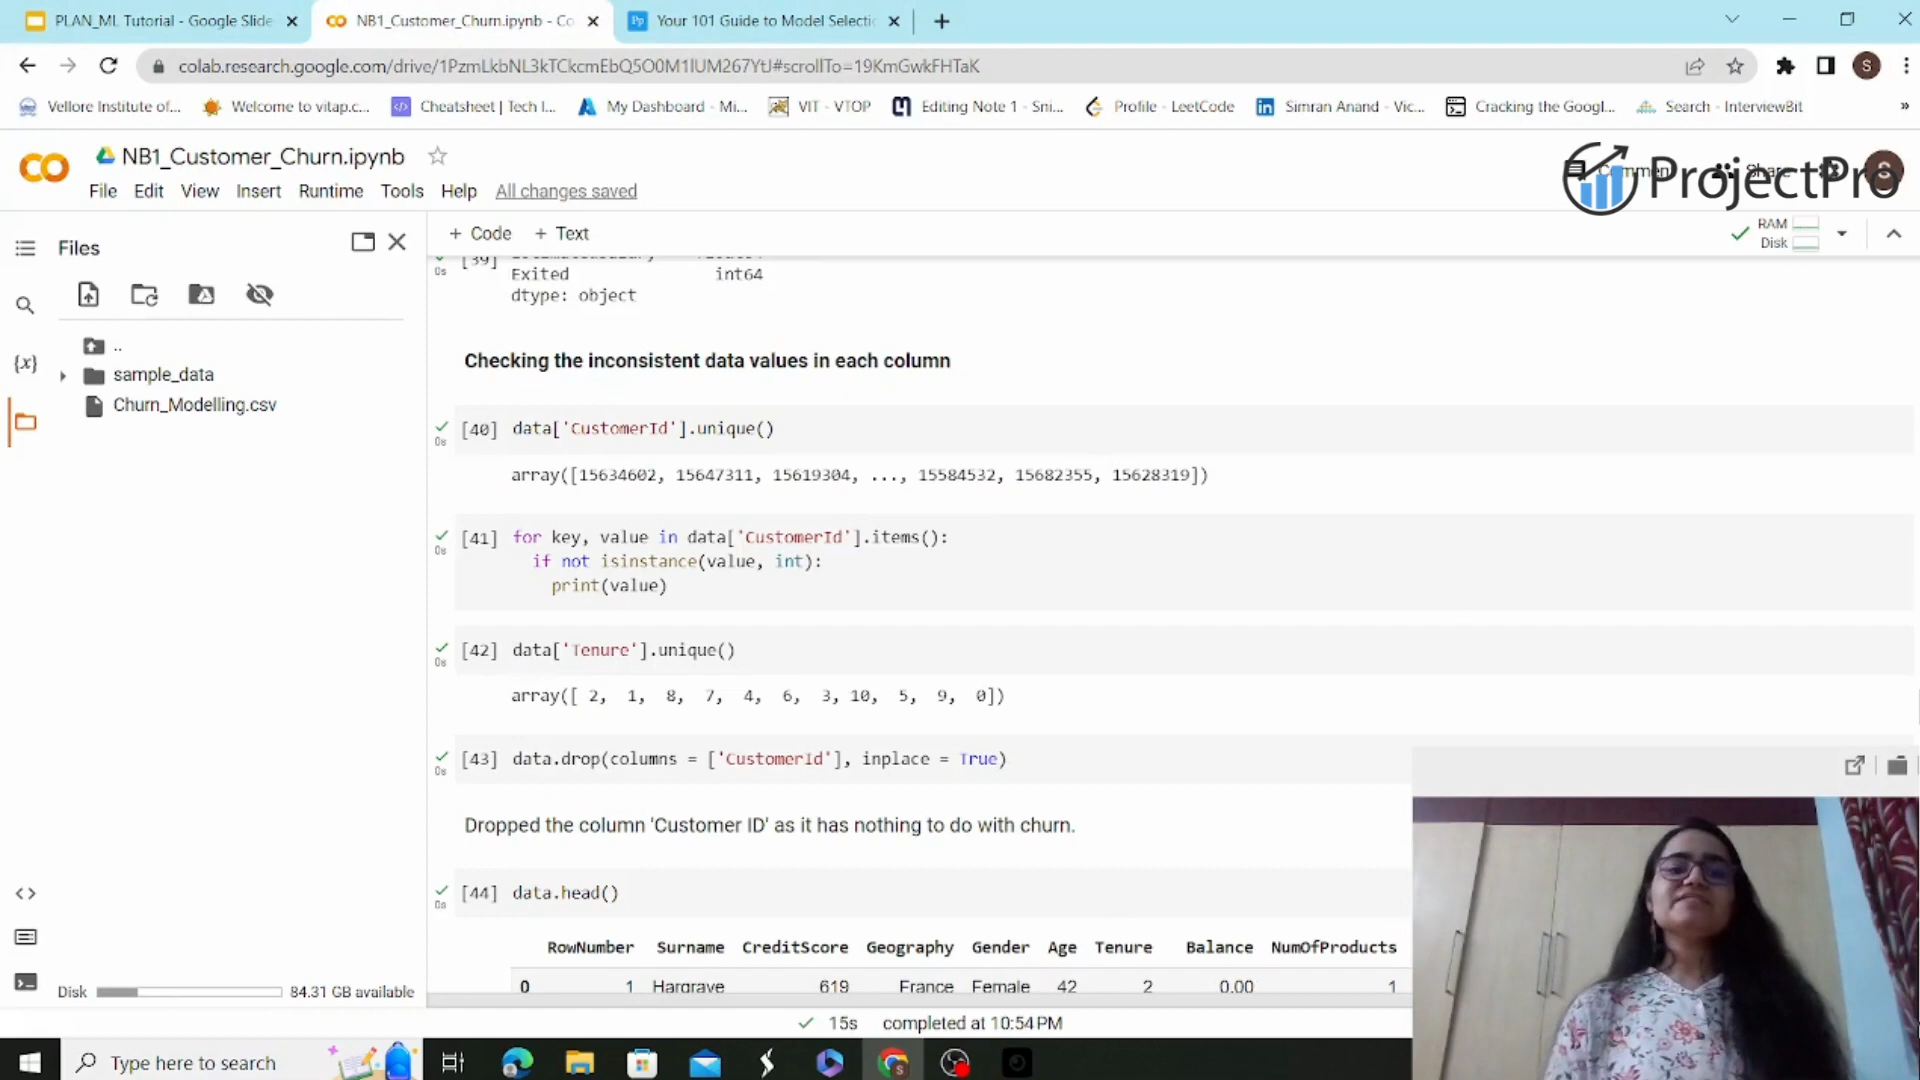 PLAN_ML Tutorial - Google Slide
NB1_Customer_Churn.ipynb - Co
Your 101 Guide to Model Selecti
colab.research.google.com/drive/1PzmLkbNL3kTCkcmEbQ5O0M1lUM267YtJ#scrollTo=19KmGwkFHTaK
S
Vellore Institute of...
Welcome to vitap.c...
Cheatsheet | Tech I...
My Dashboard - Mi...
VIT - VTOP
Editing Note 1 - Sni...
Profile - LeetCode
Simran Anand - Vic...
Cracking the Googl...
Search - InterviewBit
»
NB1_Customer_Churn.ipynb
ProjectPro
File Edit View Insert Runtime Tools Help All changes saved
Files
+ Code + Text
RAM
Disk
..
sample_data
Churn_Modelling.csv
[39]
Exited int64
dtype: object
Checking the inconsistent data values in each column
[40] data['CustomerId'].unique()
0s
array([15634602, 15647311, 15619304, ..., 15584532, 15682355, 15628319])
[41] for key, value in data['CustomerId'].items():
0s
if not isinstance(value, int):
print(value)
[42] data['Tenure'].unique()
0s
array([ 2, 1, 8, 7, 4, 6, 3, 10, 5, 9, 0])
[43] data.drop(columns = ['CustomerId'], inplace = True)
0s
Dropped the column 'Customer ID' as it has nothing to do with churn.
[44] data.head()
0s
RowNumber Surname CreditScore Geography Gender Age Tenure Balance NumOfProducts
0 1 Hargrave 619 France Female 42 2 0.00 1
Disk 84.31 GB available
15s completed at 10:54 PM
Type here to search